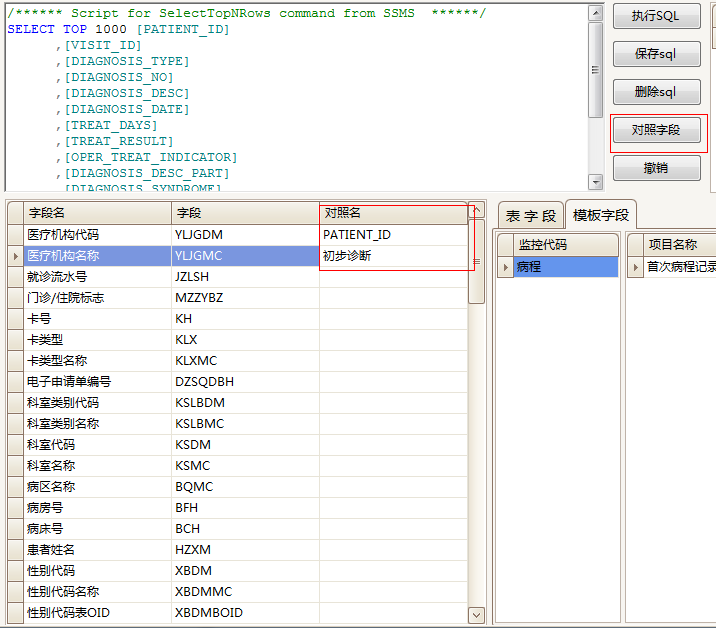 /****** Script for SelectTopNRows command from SSMS  ******/
SELECT TOP 1000 [PATIENT_ID]
,[VISIT_ID]
,[DIAGNOSIS_TYPE]
,[DIAGNOSIS_NO]
,[DIAGNOSIS_DESC]
,[DIAGNOSIS_DATE]
,[TREAT_DAYS]
,[TREAT_RESULT]
,[OPER_TREAT_INDICATOR]
,[DIAGNOSIS_DESC_PART]
,[DIAGNOSIS_SYNDROME]
执行SQL
保存sql
删除sql
对照字段
撤销
字段名 字段 对照名
医疗机构代码 YLJGDM PATIENT_ID
医疗机构名称 YLJGMC 初步诊断
就诊流水号 JZLSH
门诊/住院标志 MZZYBZ
卡号 KH
卡类型 KLX
卡类型名称 KLXMC
电子申请单编号 DZSQDBH
科室类别代码 KSLBDM
科室类别名称 KSLBMC
科室代码 KSDM
科室名称 KSMC
病区名称 BQMC
病房号 BFH
病床号 BCH
患者姓名 HZXM
性别代码 XBDM
性别代码名称 XBDMMC
性别代码表OID XBDMBOID
表字段 模板字段
监控代码 项目名称
病程 首次病程记录